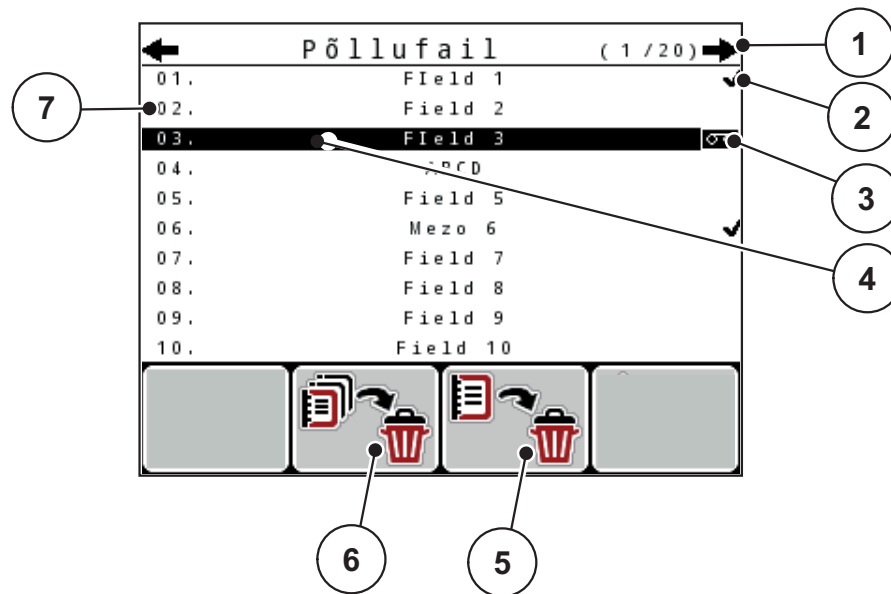 Põllufail (1/20)
01. FIeld 1
02. Field 2
03. FIeld 3
04. ABCD
05. Field 5
06. Mezo 6
07. Field 7
08. Field 8
09. Field 9
10. Field 10
1
2
3
4
5
6
7